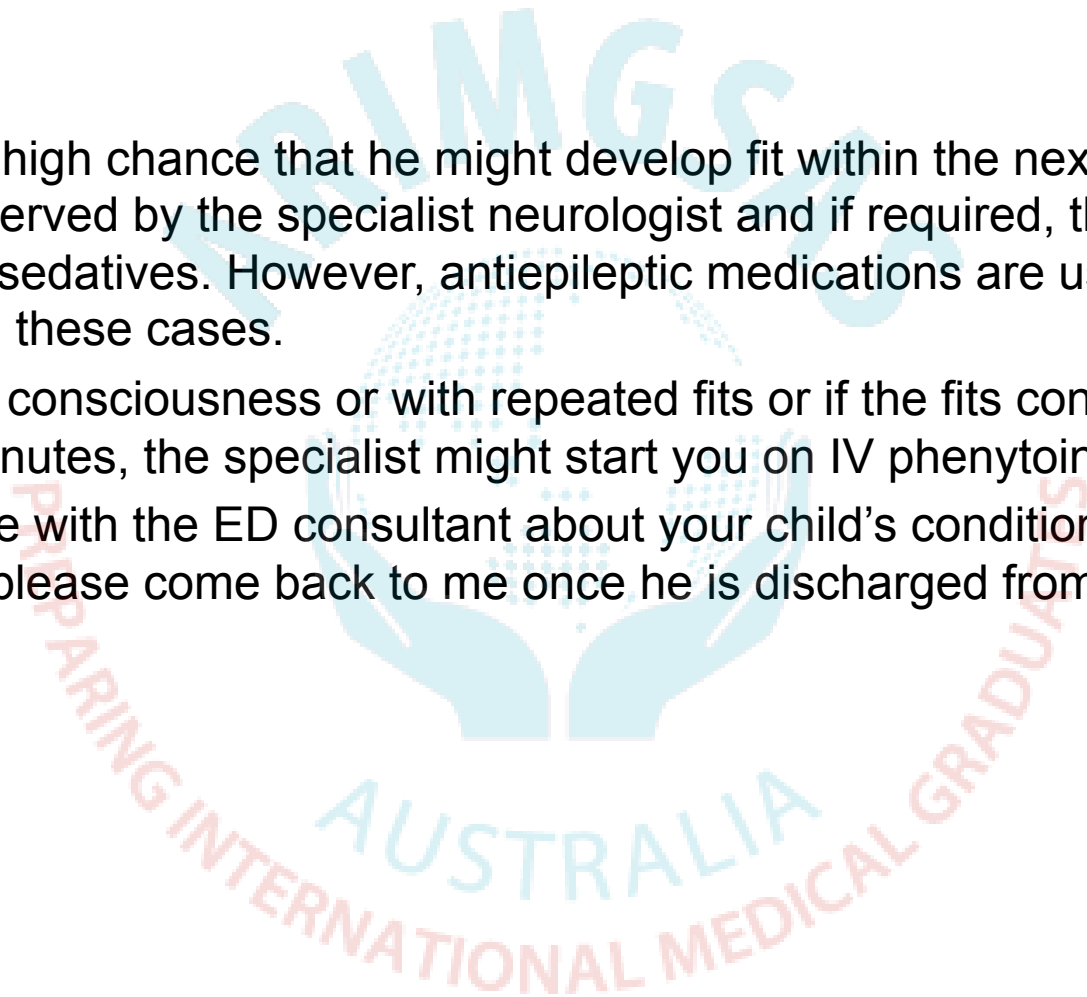 high chance that he might develop fit within the nex
erved by the specialist neurologist and if required, th
sedatives. However, antiepileptic medications are u
these cases.
consciousness or with repeated fits or if the fits con
nutes, the specialist might start you on IV phenytoin
e with the ED consultant about your child's condition
please come back to me once he is discharged from
ARIMGSAS
AUSTRALIA
PREPARING INTERNATIONAL MEDICAL GRADUATES